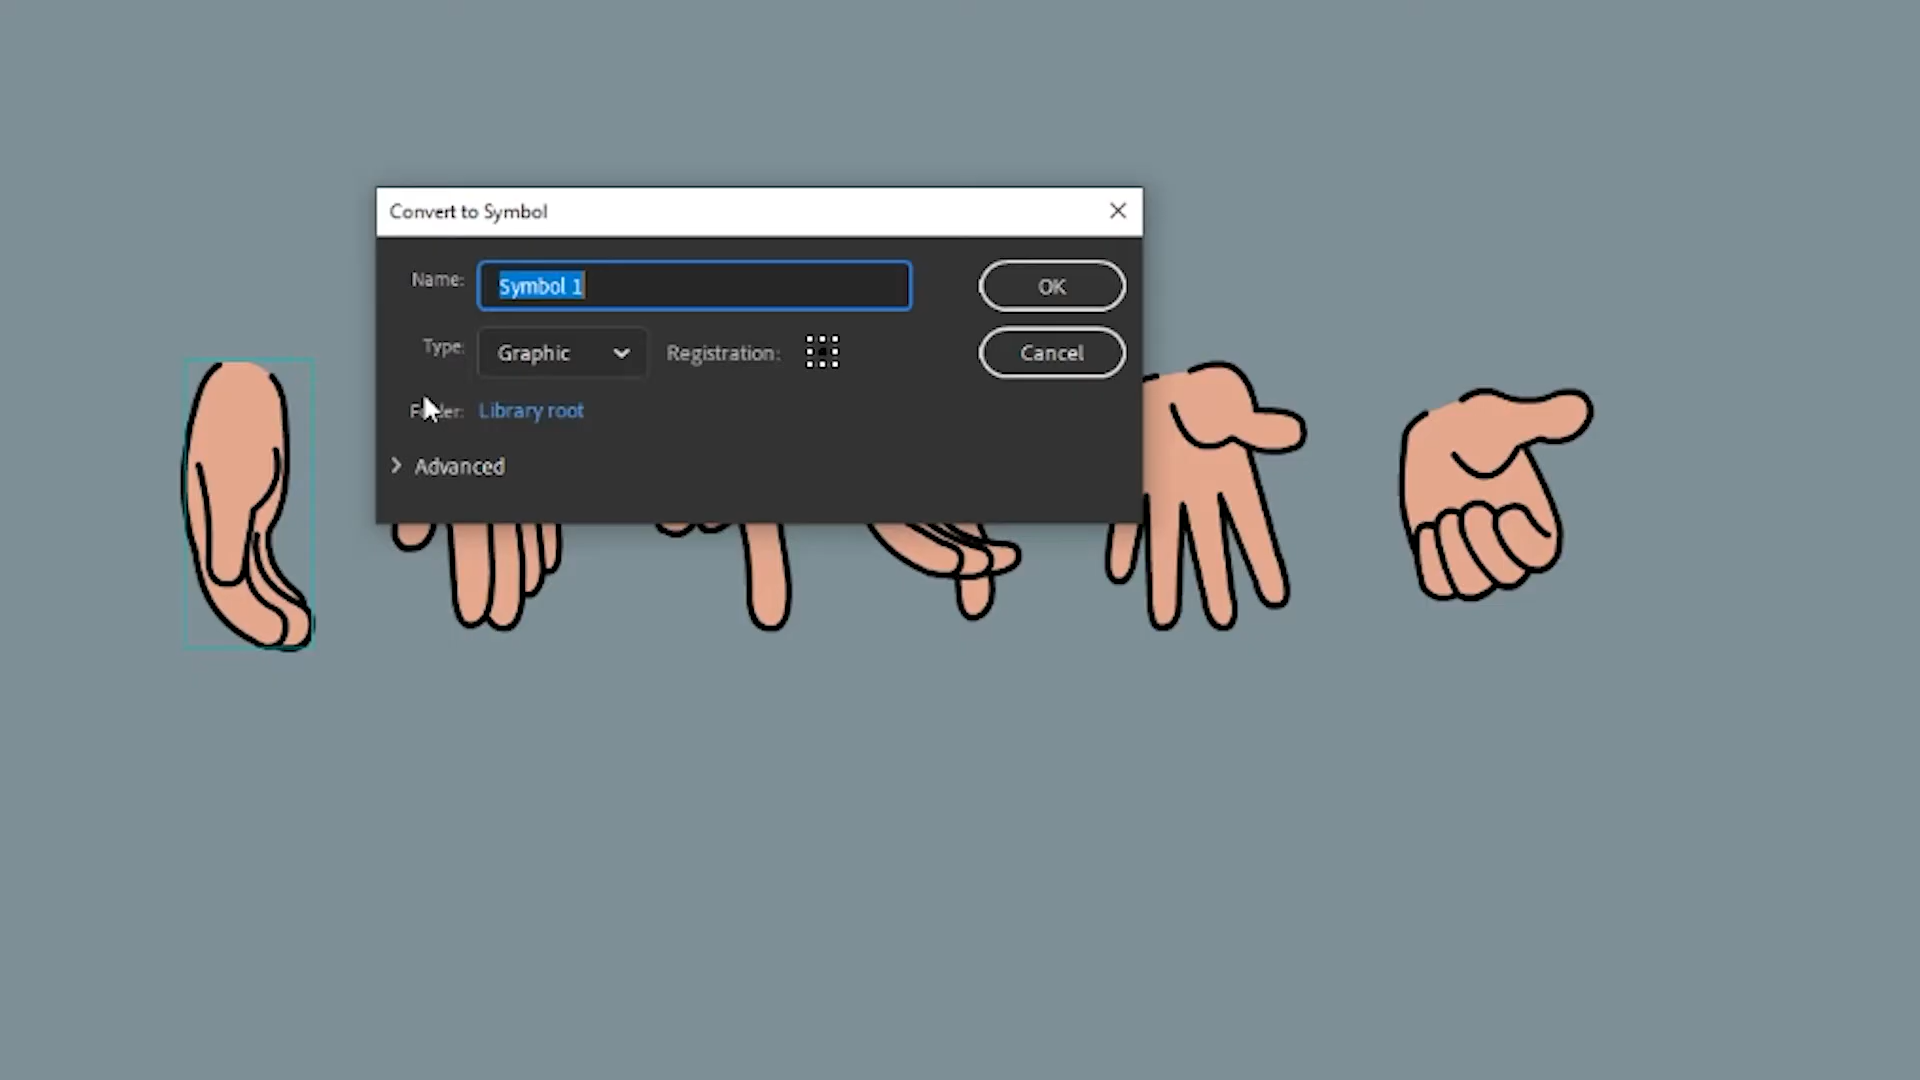 Convert to Symbol
Name: Symbol 1 OK
Type: Graphic Registration: Cancel
Library root
Advanced